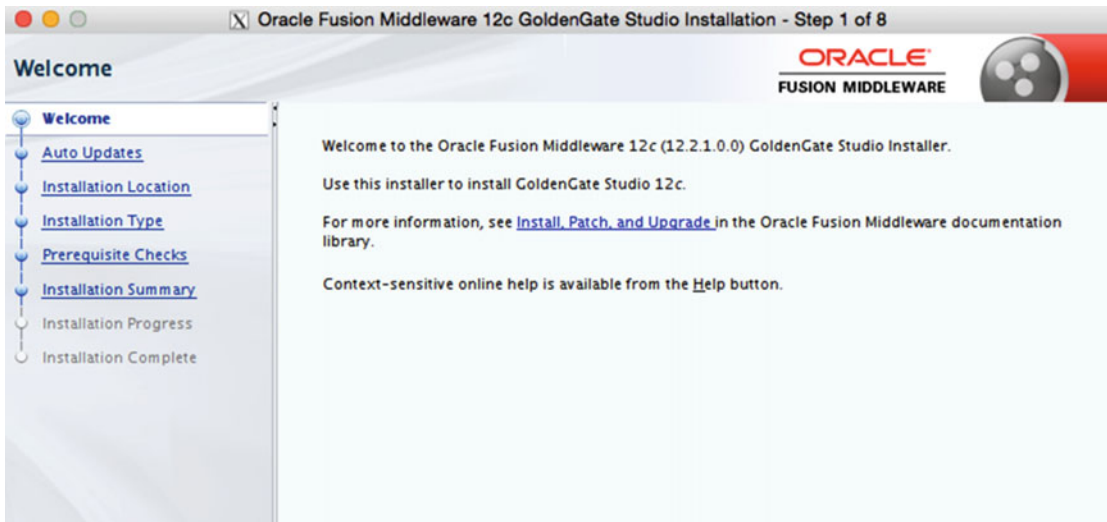 Oracle Fusion Middleware 12c GoldenGate Studio Installation - Step 1 of 8
Welcome
ORACLE
FUSION MIDDLEWARE
Welcome
Auto Updates
Installation Location
Installation Type
Prerequisite Checks
Installation Summary
Installation Progress
Installation Complete
Welcome to the Oracle Fusion Middleware 12c (12.2.1.0.0) GoldenGate Studio Installer.
Use this installer to install GoldenGate Studio 12c.
For more information, see Install, Patch, and Upgrade in the Oracle Fusion Middleware documentation
library.
Context-sensitive online help is available from the Help button.